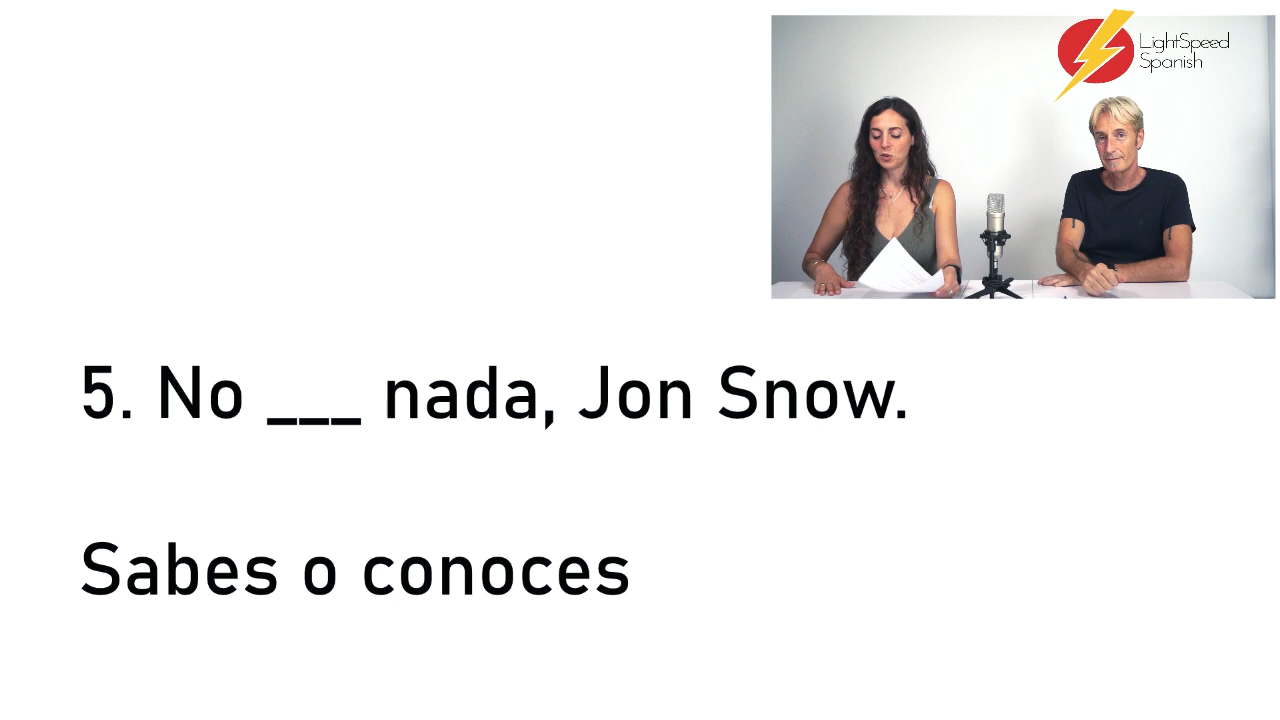 LightSpeed
Spanish
5. No ___ nada, Jon Snow.
Sabes o conoces